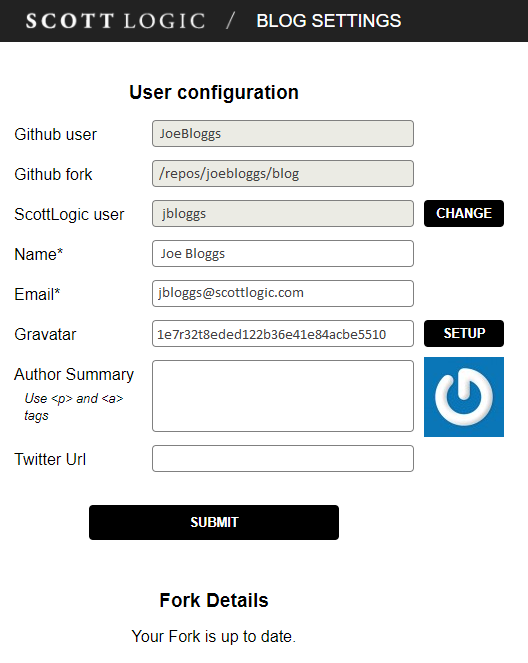 SCOTT LOGIC / BLOG SETTINGS
User configuration
Github user JoeBloggs
Github fork /repos/joebloggs/blog
ScottLogic user jbloggs CHANGE
Name* Joe Bloggs
Email* jbloggs@scottlogic.com
Gravatar 1e7r32t8eded122b36e41e84acbe5510 SETUP
Author Summary
Use <p> and <a>
tags
Twitter Url
SUBMIT
Fork Details
Your Fork is up to date.